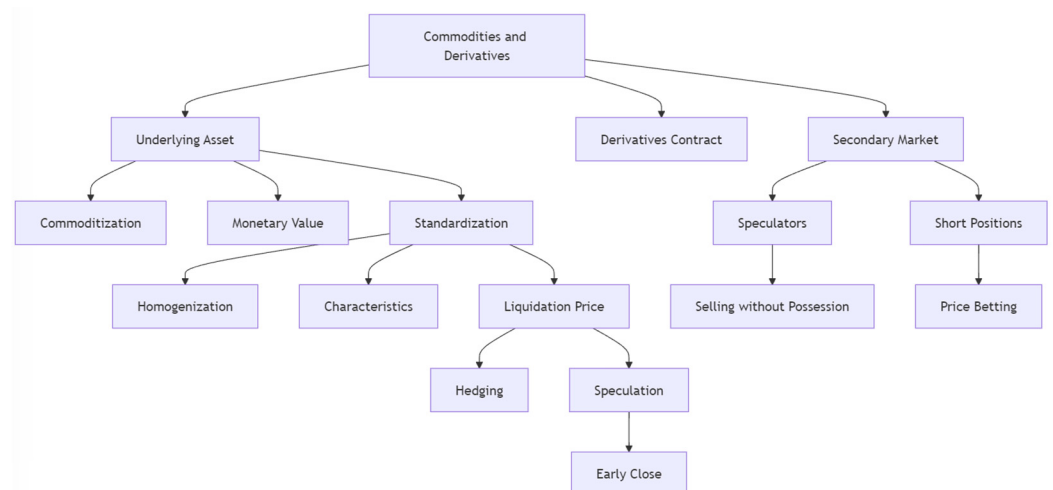 Commodities and
Derivatives
Underlying Asset
Derivatives Contract
Secondary Market
Commoditization
Monetary Value
Standardization
Speculators
Short Positions
Homogenization
Characteristics
Liquidation Price
Selling without Possession
Price Betting
Hedging
Speculation
Early Close